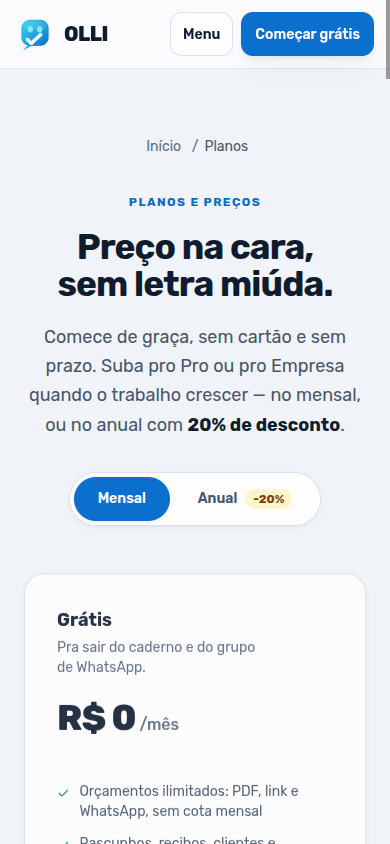 OLLI
Menu
Começar grátis
Início / Planos
PLANOS E PREÇOS
Preço na cara,
sem letra miúda.
Comece de graça, sem cartão e sem
prazo. Suba pro Pro ou pro Empresa
quando o trabalho crescer — no mensal,
ou no anual com 20% de desconto.
Mensal
Anual -20%
Grátis
Pra sair do caderno e do grupo
de WhatsApp.
R$ 0 /mês
Orçamentos ilimitados: PDF, link e
WhatsApp, sem cota mensal
Rascunhos, recibos, clientes e